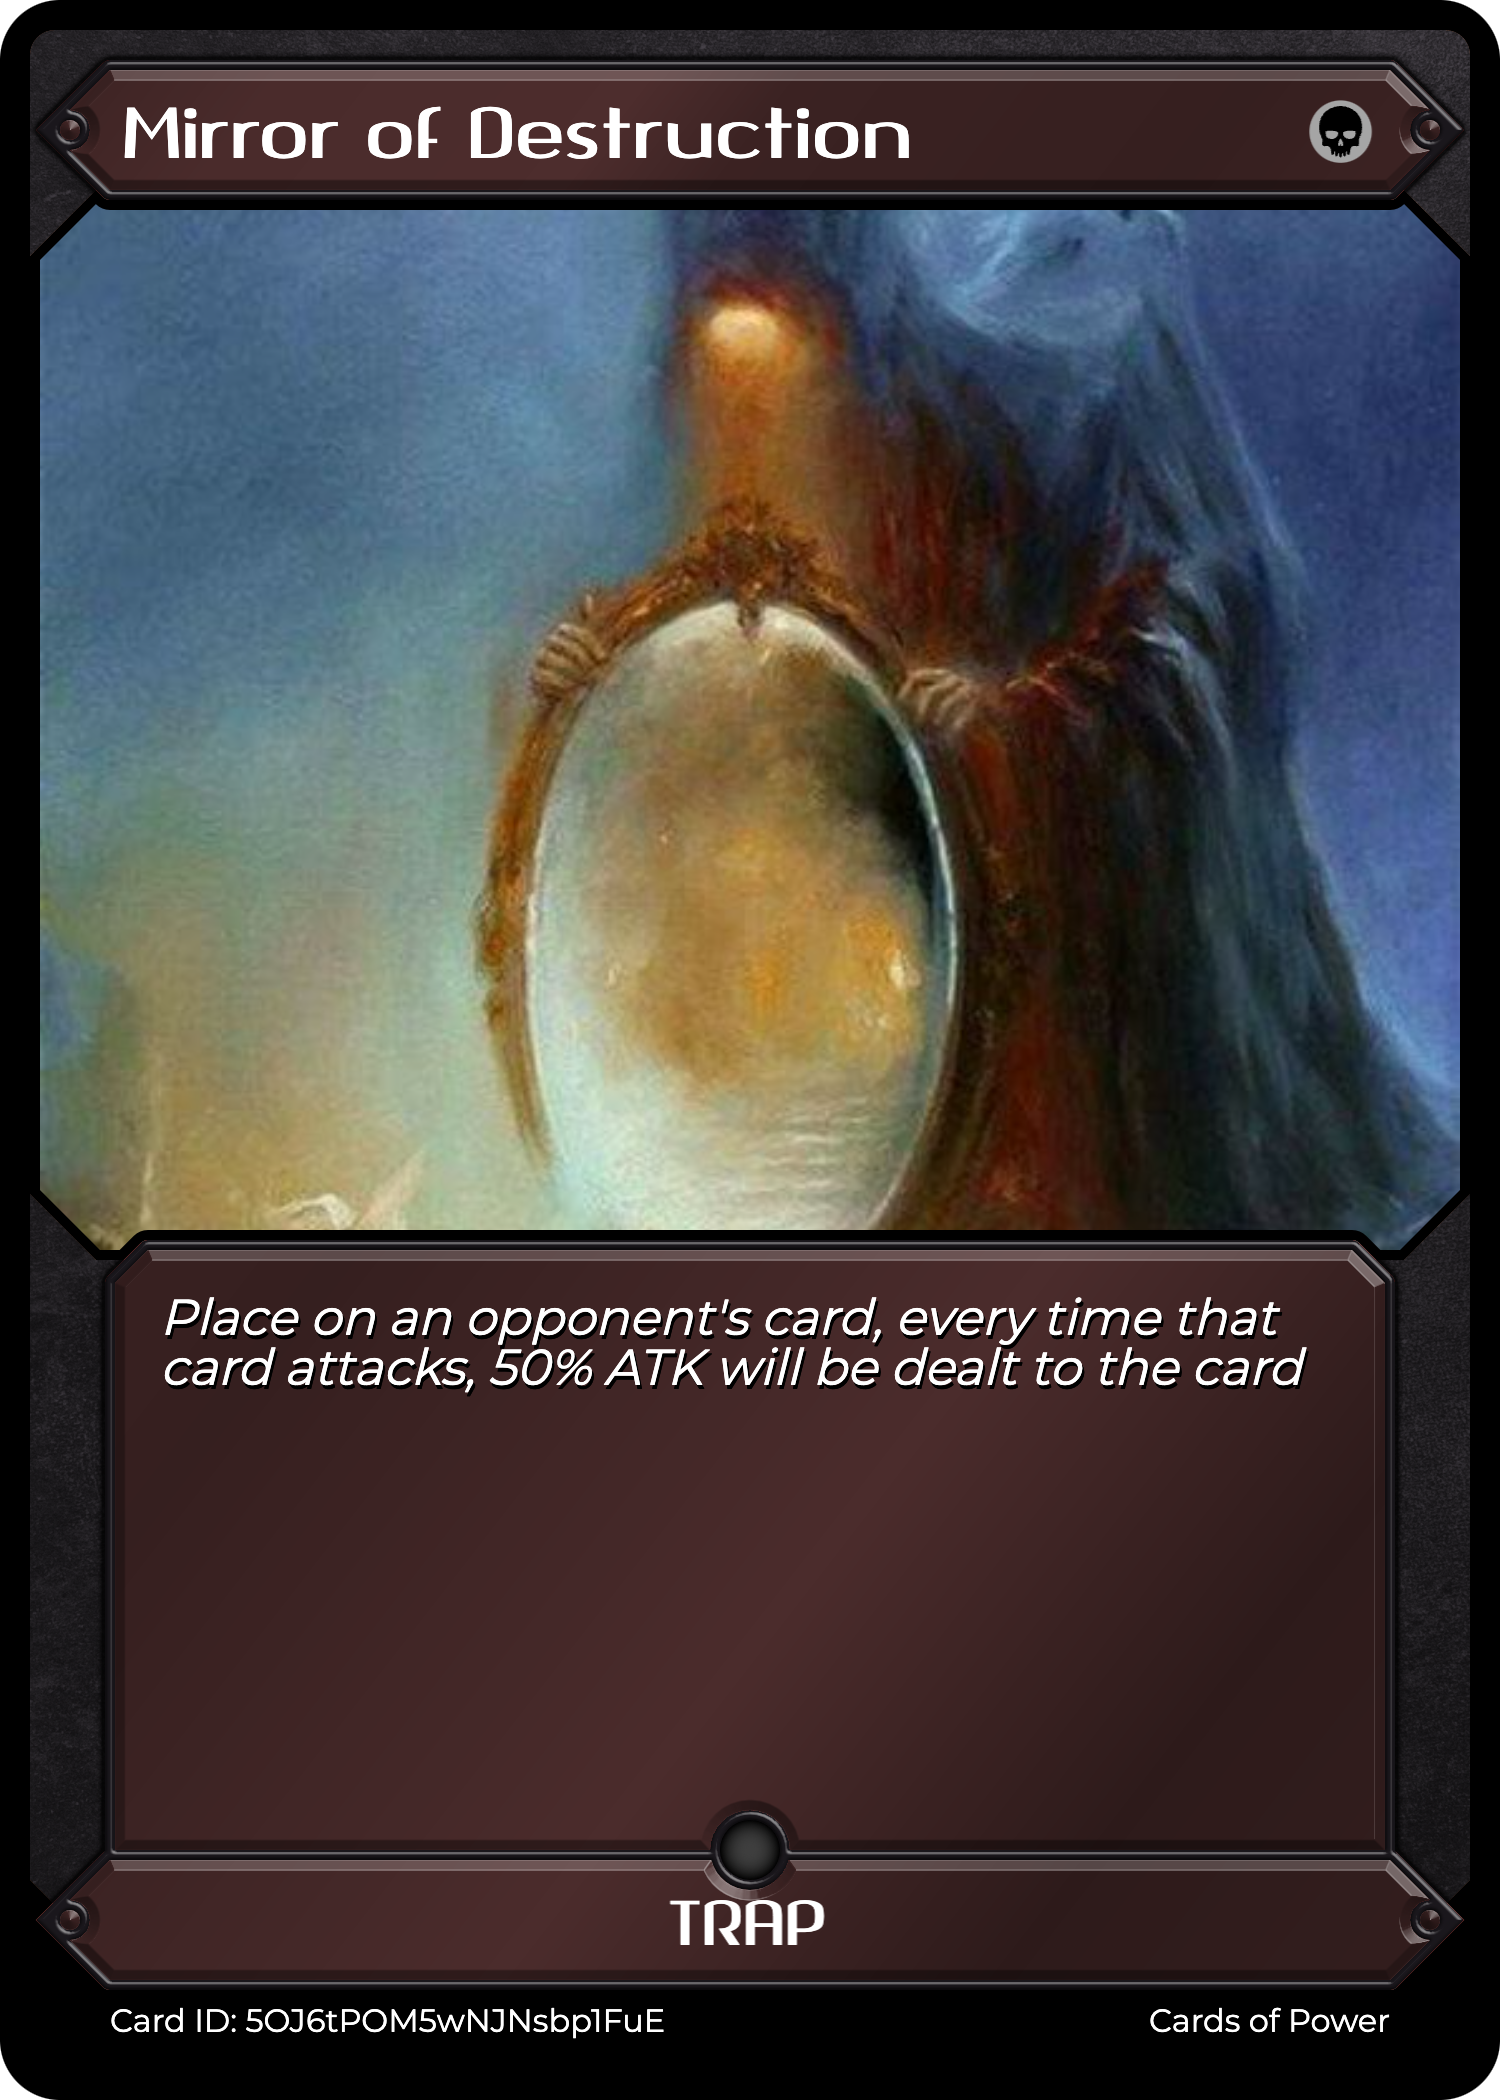 Mirror of Destruction
Place on an opponent's card, every time that
card attacks, 50% ATK will be dealt to the card
TRAP
Card ID: 5OJ6tPOM5wNJNsbp1FuE
Cards of Power